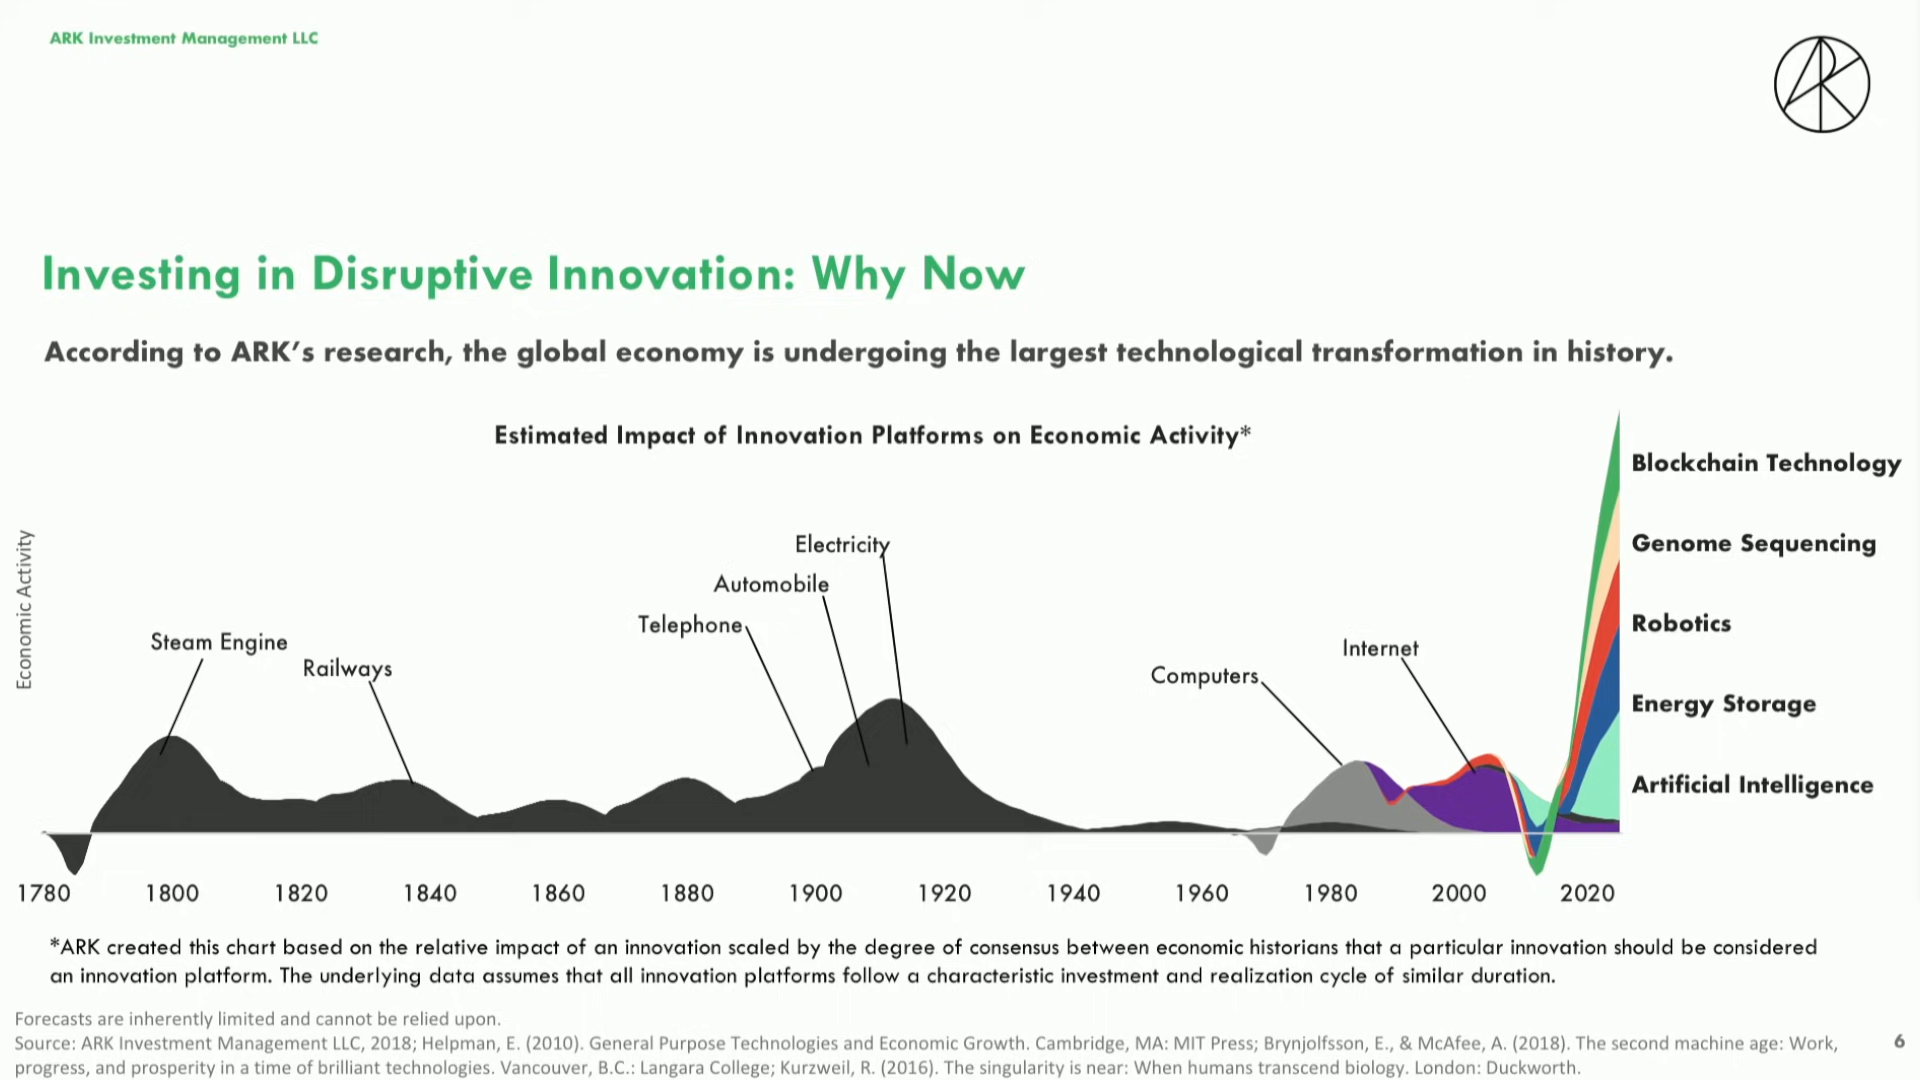 ARK Investment Management LLC
Investing in Disruptive Innovation: Why Now
According to ARK's research, the global economy is undergoing the largest technological transformation in history.
Estimated Impact of Innovation Platforms on Economic Activity*
Economic Activity
Steam Engine
Railways
Telephone
Automobile
Electricity
Computers
Internet
Blockchain Technology
Genome Sequencing
Robotics
Energy Storage
Artificial Intelligence
1780 1800 1820 1840 1860 1880 1900 1920 1940 1960 1980 2000 2020
*ARK created this chart based on the relative impact of an innovation scaled by the degree of consensus between economic historians that a particular innovation should be considered
an innovation platform. The underlying data assumes that all innovation platforms follow a characteristic investment and realization cycle of similar duration.
Forecasts are inherently limited and cannot be relied upon.
Source: ARK Investment Management LLC, 2018; Helpman, E. (2010). General Purpose Technologies and Economic Growth. Cambridge, MA: MIT Press; Brynjolfsson, E., & McAfee, A. (2018). The second machine age: Work,
progress, and prosperity in a time of brilliant technologies. Vancouver, B.C.: Langara College; Kurzweil, R. (2016). The singularity is near: When humans transcend biology. London: Duckworth.
6